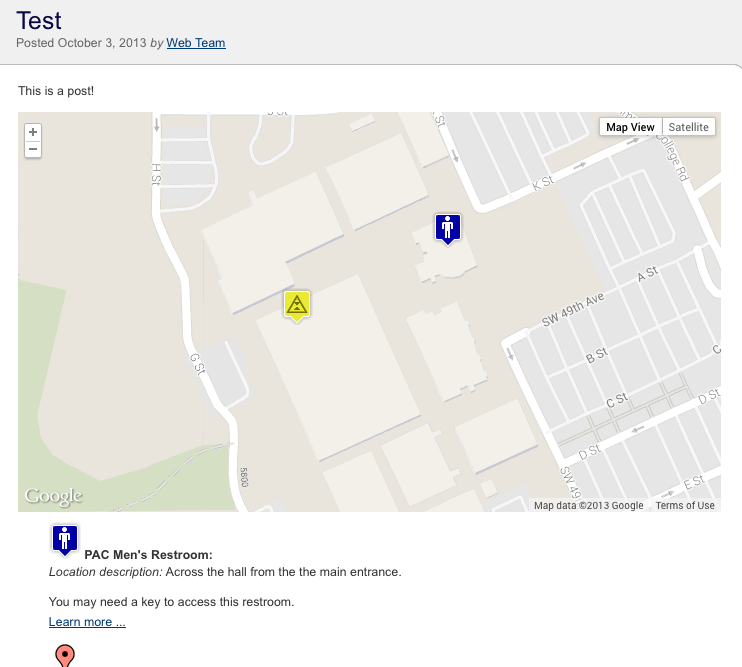 Test
Posted October 3, 2013 by Web Team
This is a post!
+
−
Map View
Satellite
H St
K St
College Rd
A St
SW 49th Ave
B St
G St
C St
D St
D St
5600
SW 49
E St
Google
Map data ©2013 Google
Terms of Use
PAC Men's Restroom:
Location description: Across the hall from the the main entrance.
You may need a key to access this restroom.
Learn more ...